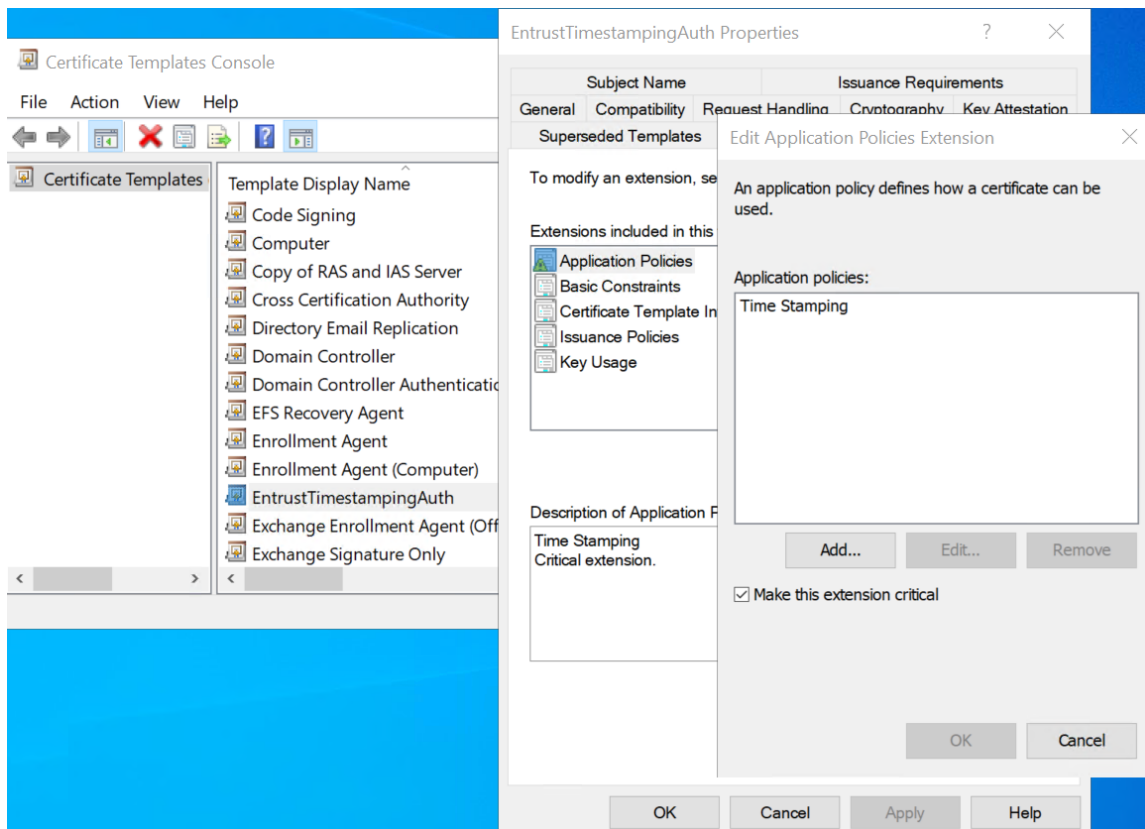 Certificate Templates Console
File Action View Help
Certificate Templates
Template Display Name
Code Signing
Computer
Copy of RAS and IAS Server
Cross Certification Authority
Directory Email Replication
Domain Controller
Domain Controller Authenticatio
EFS Recovery Agent
Enrollment Agent
Enrollment Agent (Computer)
EntrustTimestampingAuth
Exchange Enrollment Agent (Off
Exchange Signature Only
EntrustTimestampingAuth Properties
Subject Name Issuance Requirements
General Compatibility Request Handling Cryptography Key Attestation
Superseded Templates
To modify an extension, se
Extensions included in this
Application Policies
Basic Constraints
Certificate Template In
Issuance Policies
Key Usage
Description of Application P
Time Stamping
Critical extension.
OK Cancel Apply Help
Edit Application Policies Extension
An application policy defines how a certificate can be
used.
Application policies:
Time Stamping
Add... Edit... Remove
Make this extension critical
OK Cancel